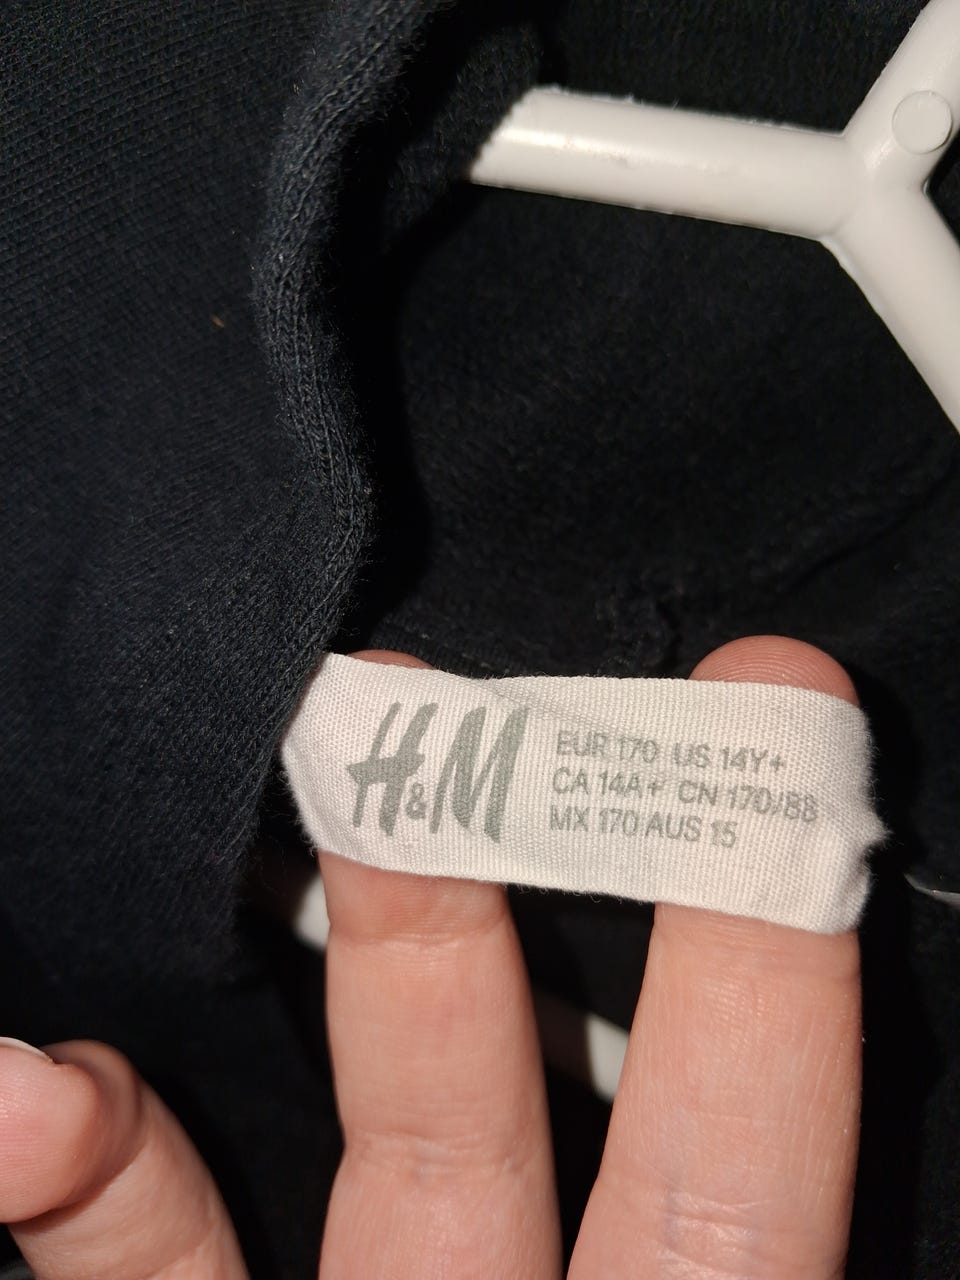 H&M
EUR 170 US 14Y+
CA 14A+ CN 170/88
MX 170 AUS 15